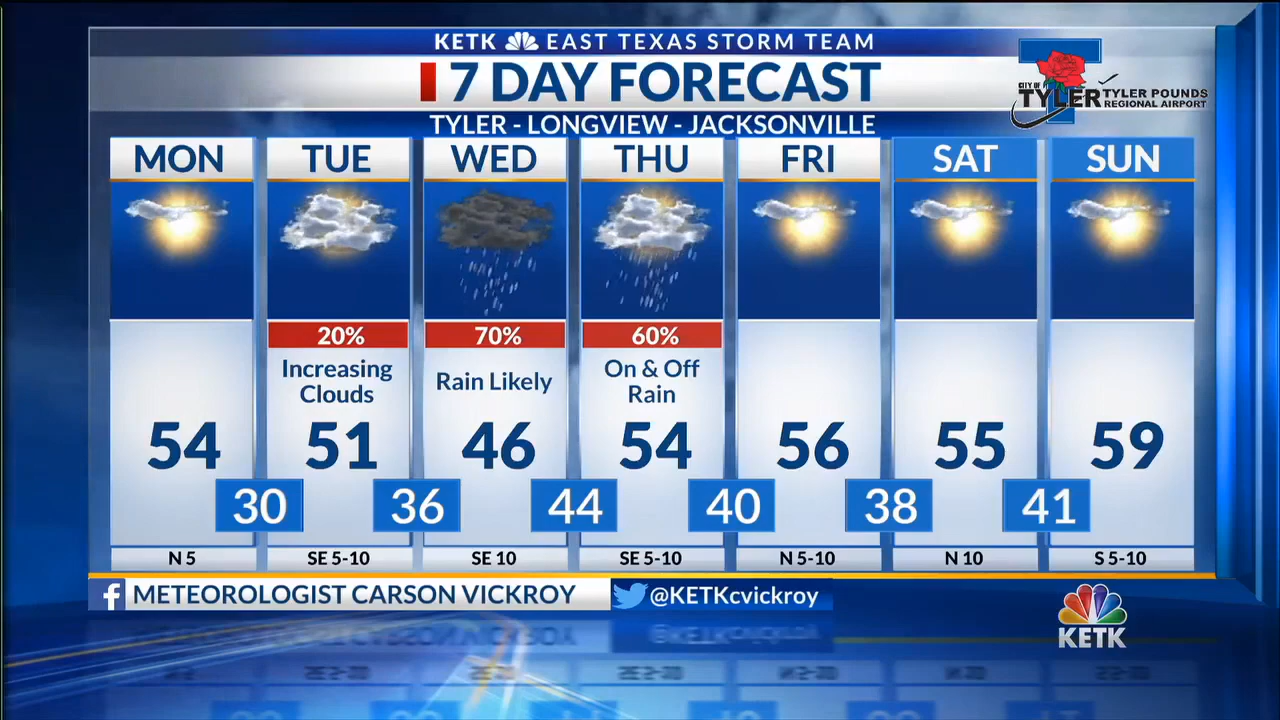 KETK EAST TEXAS STORM TEAM
7 DAY FORECAST
CITY OF
TYLER
TYLER POUNDS
REGIONAL AIRPORT
TYLER - LONGVIEW - JACKSONVILLE
MON TUE WED THU FRI SAT SUN
20% 70% 60%
Increasing
Clouds
Rain Likely
On & Off
Rain
54 51 46 54 56 55 59
30 36 44 40 38 41
N 5 SE 5-10 SE 10 SE 5-10 N 5-10 N 10 S 5-10
f METEOROLOGIST CARSON VICKROY @KETKcvickroy
KETK